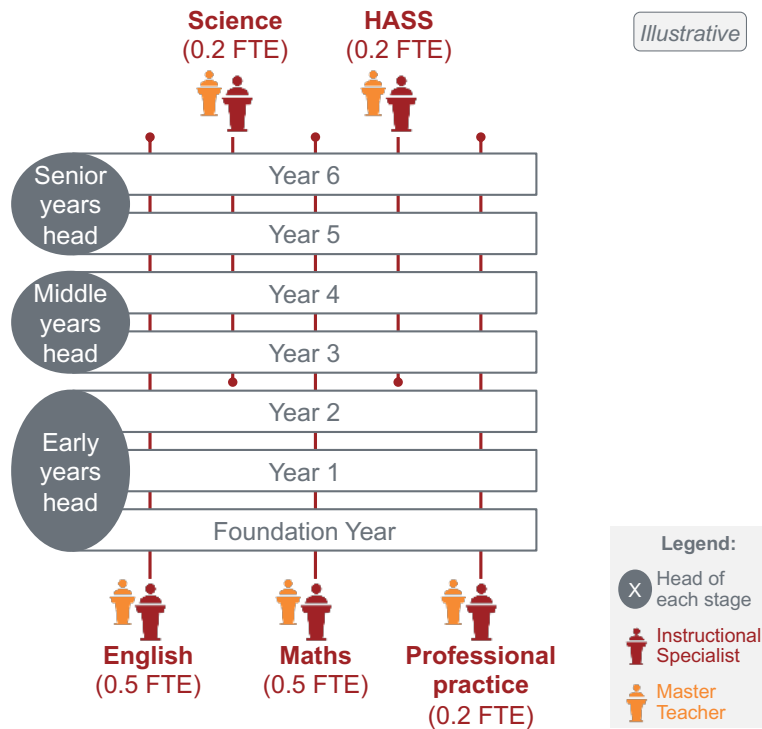 Science
(0.2 FTE)
HASS
(0.2 FTE)
Illustrative
Senior
years
head
Year 6
Year 5
Middle
years
head
Year 4
Year 3
Early
years
head
Year 2
Year 1
Foundation Year
English
(0.5 FTE)
Maths
(0.5 FTE)
Professional
practice
(0.2 FTE)
Legend:
X
Head of
each stage
Instructional
Specialist
Master
Teacher